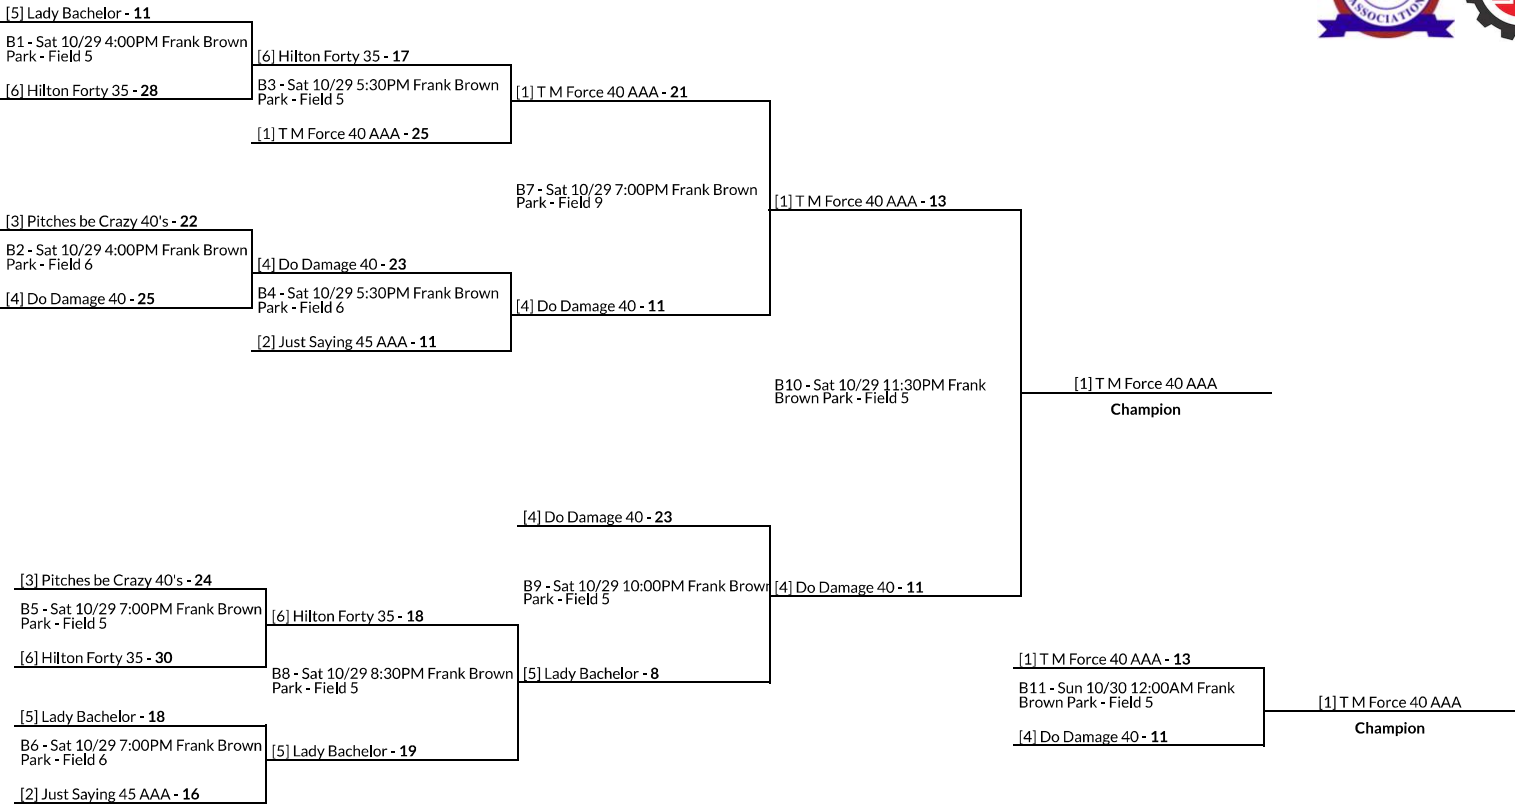 [5] Lady Bachelor - 11
B1 - Sat 10/29 4:00PM Frank Brown
Park - Field 5
[6] Hilton Forty 35 - 28
[6] Hilton Forty 35 - 17
B3 - Sat 10/29 5:30PM Frank Brown
Park - Field 5
[1] T M Force 40 AAA - 25
[1] T M Force 40 AAA - 21
B7 - Sat 10/29 7:00PM Frank Brown
Park - Field 9
[1] T M Force 40 AAA - 13
[3] Pitches be Crazy 40's - 22
B2 - Sat 10/29 4:00PM Frank Brown
Park - Field 6
[4] Do Damage 40 - 25
[4] Do Damage 40 - 23
B4 - Sat 10/29 5:30PM Frank Brown
Park - Field 6
[2] Just Saying 45 AAA - 11
[4] Do Damage 40 - 11
B10 - Sat 10/29 11:30PM Frank
Brown Park - Field 5
[1] T M Force 40 AAA
Champion
[4] Do Damage 40 - 23
B9 - Sat 10/29 10:00PM Frank Brown
Park - Field 5
[4] Do Damage 40 - 11
[3] Pitches be Crazy 40's - 24
B5 - Sat 10/29 7:00PM Frank Brown
Park - Field 5
[6] Hilton Forty 35 - 30
[6] Hilton Forty 35 - 18
B8 - Sat 10/29 8:30PM Frank Brown
Park - Field 5
[5] Lady Bachelor - 8
[5] Lady Bachelor - 18
B6 - Sat 10/29 7:00PM Frank Brown
Park - Field 6
[2] Just Saying 45 AAA - 16
[5] Lady Bachelor - 19
[1] T M Force 40 AAA - 13
B11 - Sun 10/30 12:00AM Frank
Brown Park - Field 5
[4] Do Damage 40 - 11
[1] T M Force 40 AAA
Champion
ASSOCIATION